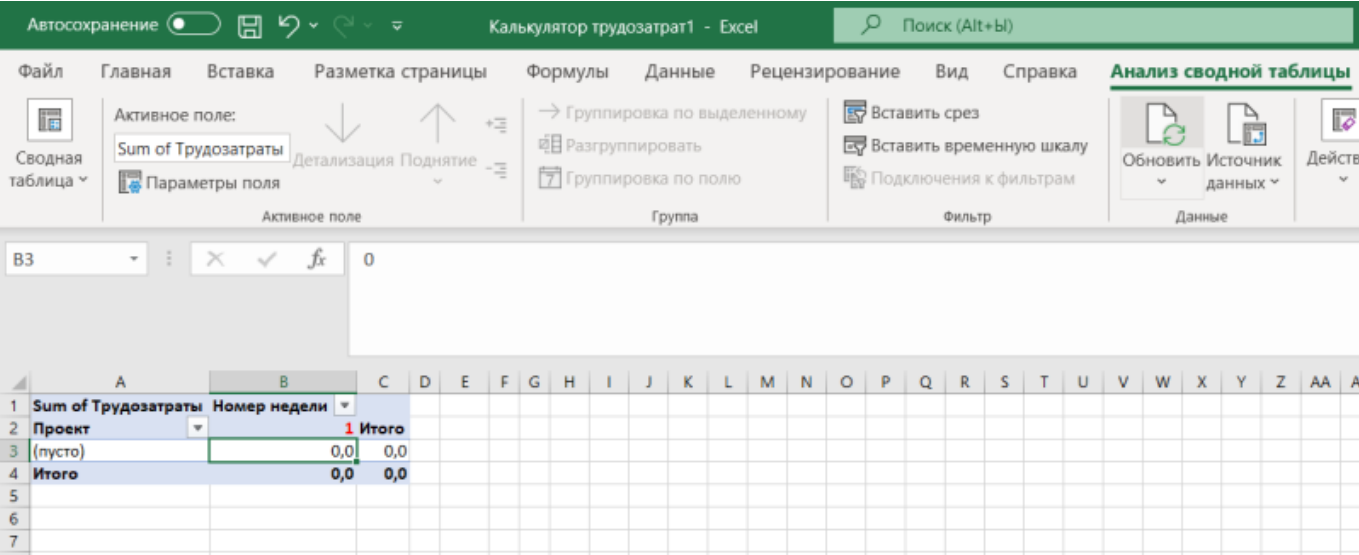 Автосохранение
Калькулятор трудозатрат1 - Excel
Поиск (Alt+Ы)
Файл Главная Вставка Разметка страницы Формулы Данные Рецензирование Вид Справка Анализ сводной таблицы
Сводная таблица
Активное поле:
Sum of Трудозатраты
Параметры поля
Детализация Поднятие
Активное поле
Группировка по выделенному
Разгруппировать
7 Группировка по полю
Группа
Вставить срез
Вставить временную шкалу
Подключения к фильтрам
Фильтр
Обновить Источник данных
Данные
Действ
B3 fx 0
A B C D E F G H I J K L M N O P Q R S T U V W X Y Z AA A
1 Sum of Трудозатраты Номер недели
2 Проект 1 Итого
3 (пусто) 0,0 0,0
4 Итого 0,0 0,0
5
6
7